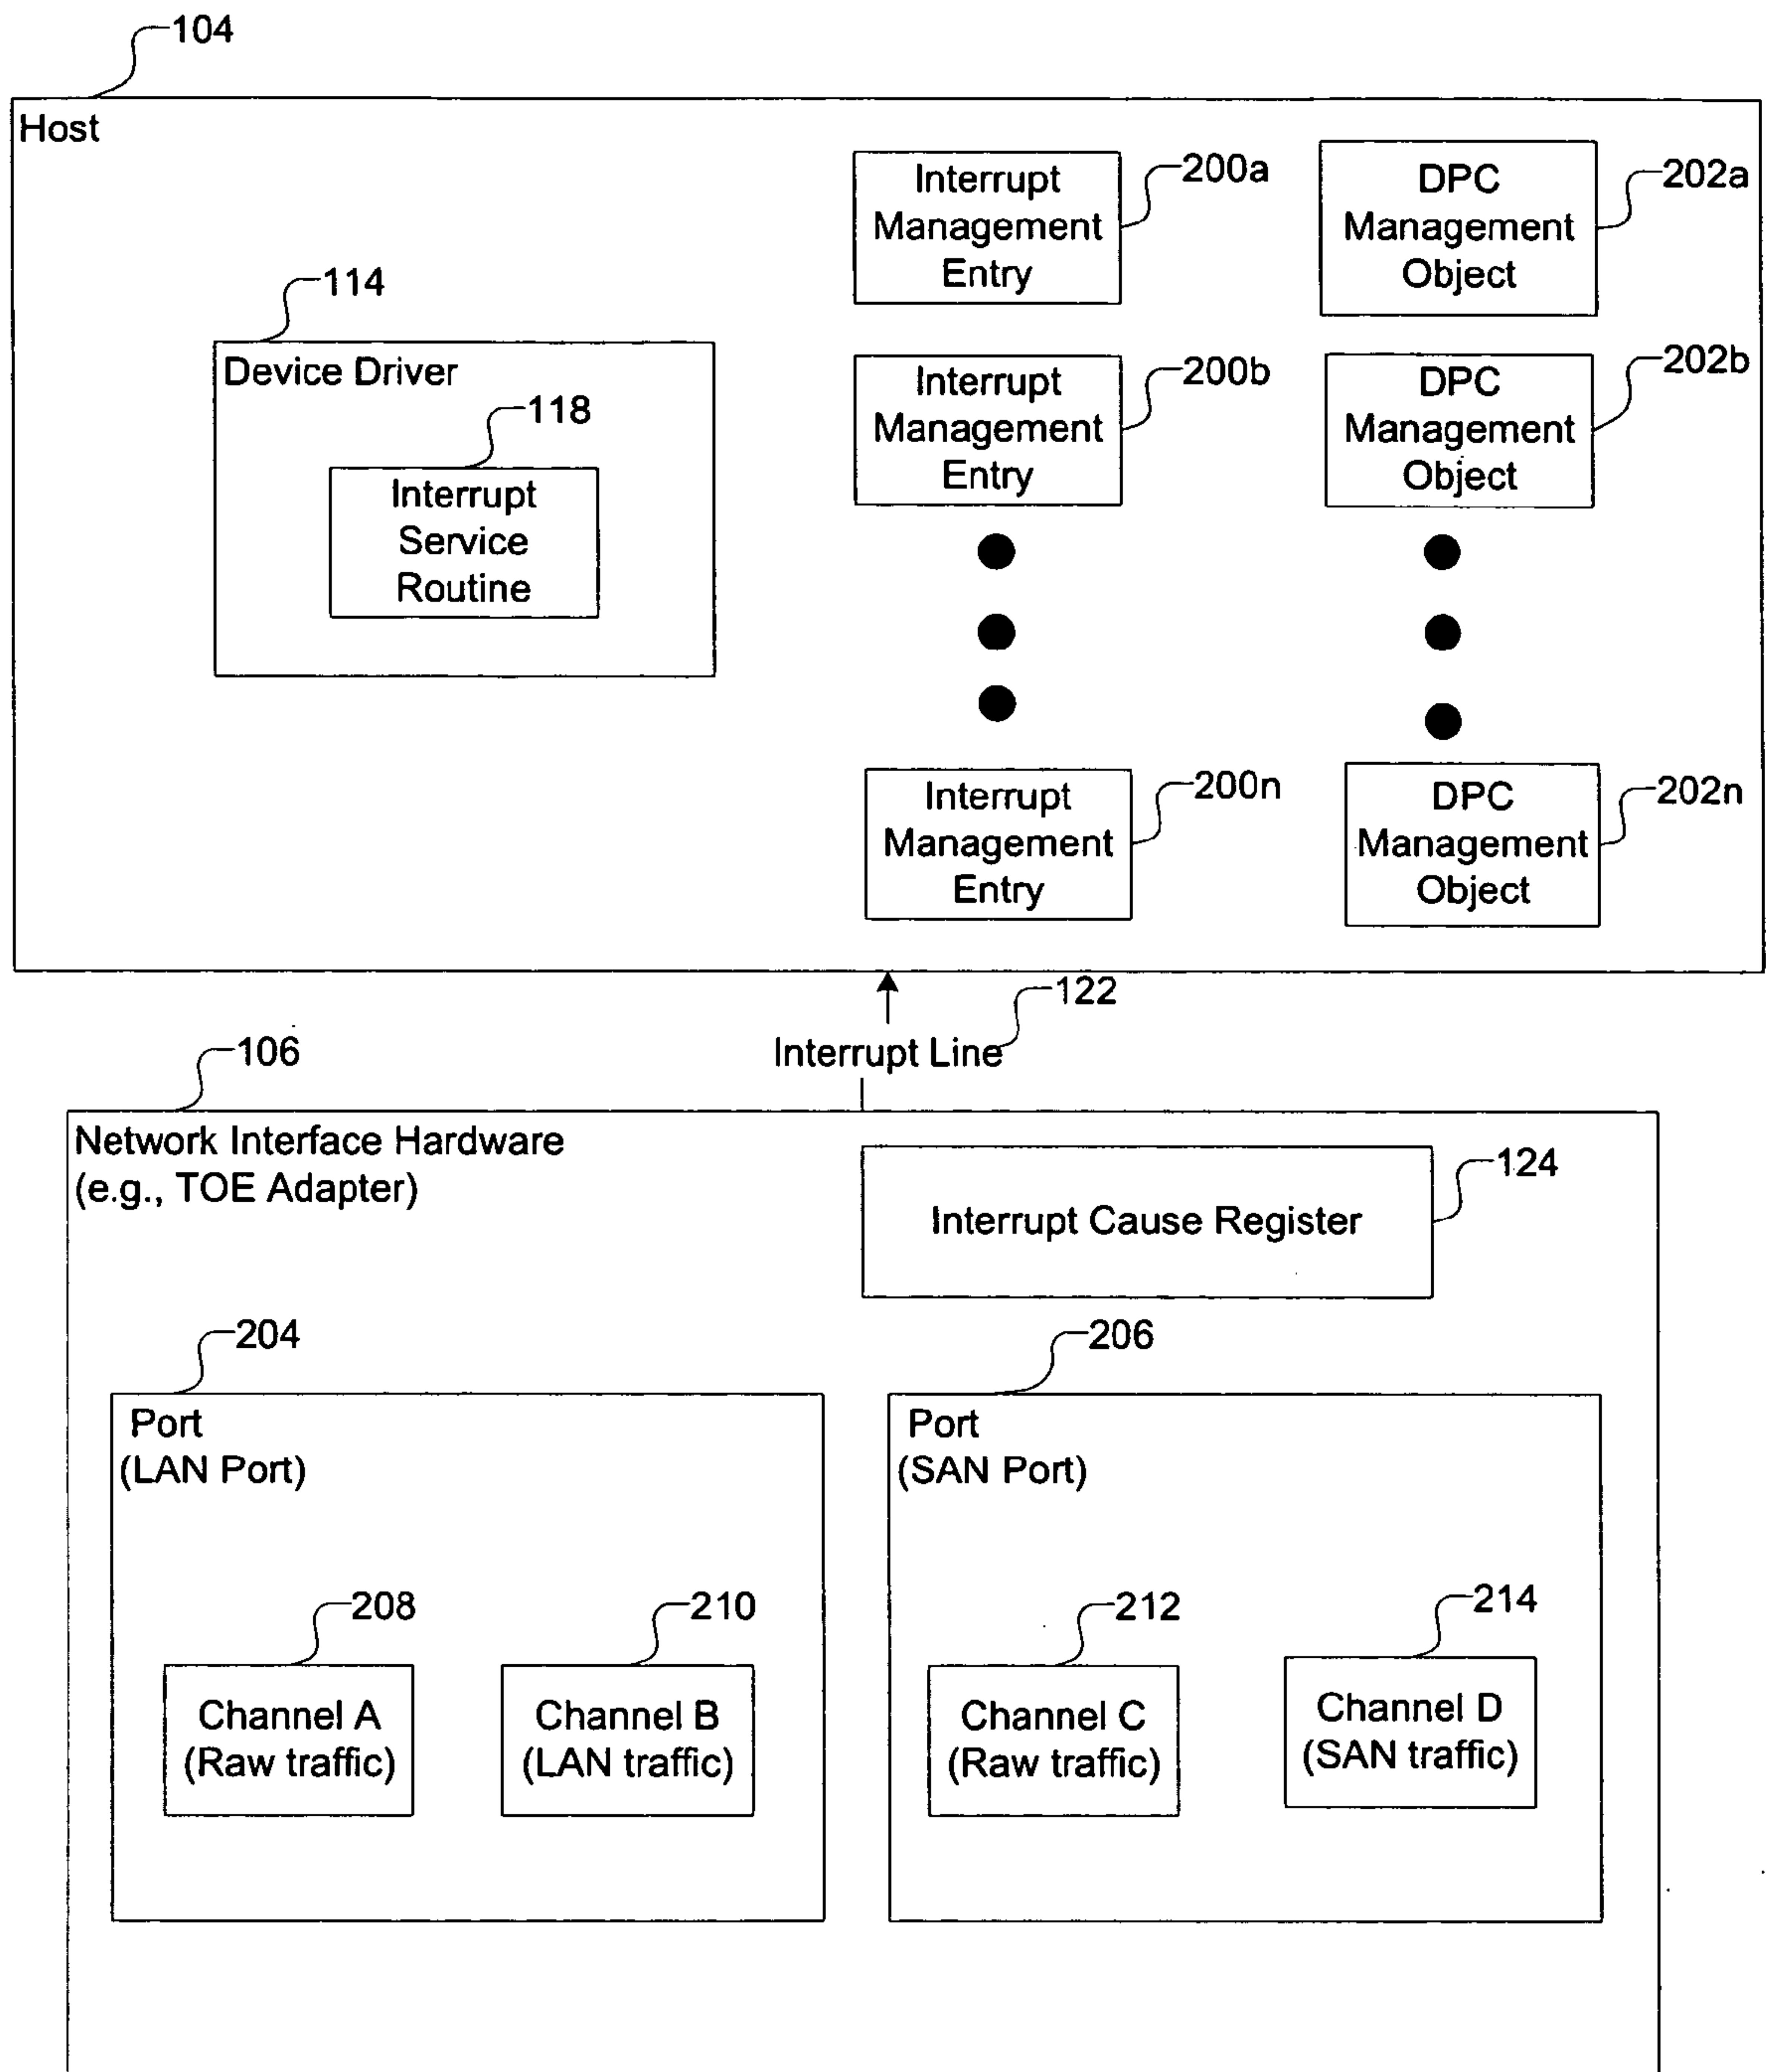 104
Host
Interrupt
Management
Entry
200a
DPC
Management
Object
202a
114
Device Driver
118
Interrupt
Service
Routine
Interrupt
Management
Entry
200b
DPC
Management
Object
202b
Interrupt
Management
Entry
200n
DPC
Management
Object
202n
122
Interrupt Line
106
Network Interface Hardware
(e.g., TOE Adapter)
Interrupt Cause Register
124
204
Port
(LAN Port)
206
Port
(SAN Port)
208
Channel A
(Raw traffic)
210
Channel B
(LAN traffic)
212
Channel C
(Raw traffic)
214
Channel D
(SAN traffic)